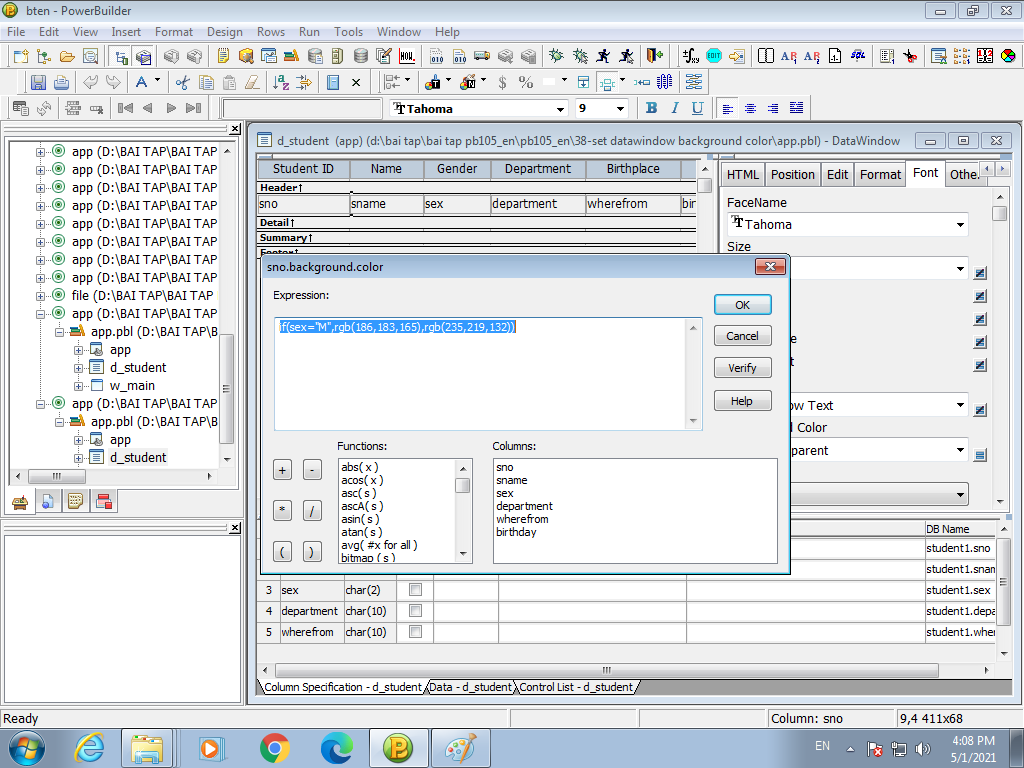 bten - PowerBuilder
File Edit View Insert Format Design Rows Run Tools Window Help
Tahoma 9 B I U
app (D:\BAI TAP\BAI TAP
app (D:\BAI TAP\BAI TAP
app (D:\BAI TAP\BAI TAP
app (D:\BAI TAP\BAI TAP
app (D:\BAI TAP\BAI TAP
app (D:\BAI TAP\BAI TAP
app (D:\BAI TAP\BAI TAP
app (D:\BAI TAP\BAI TAP
file (D:\BAI TAP\BAI TAP
app (D:\BAI TAP\BAI TAP
app.pbl (D:\BAI TAP\B
app
d_student
w_main
app (D:\BAI TAP\BAI TAP
app.pbl (D:\BAI TAP\B
app
d_student
d_student (app) (d:\bai tap\bai tap pb105_en\pb105_en\38-set datawindow background color\app.pbl) - DataWindow
Student ID Name Gender Department Birthplace
Header↑
sno sname sex department wherefrom bir
Detail↑
Summary↑
Footer↑
HTML Position Edit Format Font Othe
FaceName
Tahoma
Size
ow Text
d Color
parent
sno.background.color
Expression:
if(sex="M",rgb(186,183,165),rgb(235,219,132))
OK
Cancel
Verify
Help
+ -
* /
( )
Functions:
abs( x )
acos( x )
asc( s )
ascA( s )
asin( s )
atan( s )
avg( #x for all )
bitmap ( s )
Columns:
sno
sname
sex
department
wherefrom
birthday
DB Name
student1.sno
student1.snam
3 sex char(2) student1.sex
4 department char(10) student1.depa
5 wherefrom char(10) student1.wher
Column Specification - d_student Data - d_student Control List - d_student
Ready Column: sno 9,4 411x68
EN 4:08 PM
5/1/2021